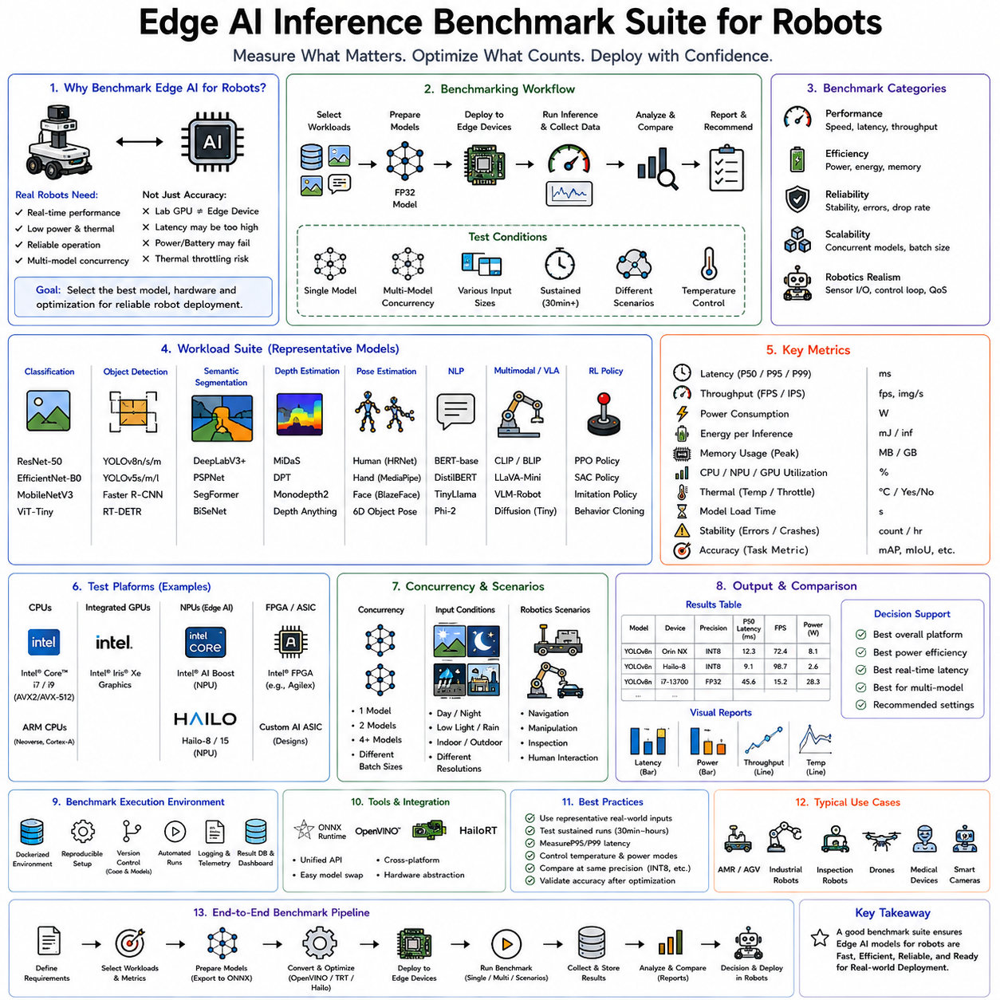 Edge AI Inference Benchmark Suite for Robots
Measure What Matters. Optimize What Counts. Deploy with Confidence.
1. Why Benchmark Edge AI for Robots?
AI
Real Robots Need:
✓ Real-time performance
✓ Low power & thermal
✓ Reliable operation
✓ Multi-model concurrency
Not Just Accuracy:
✕ Lab GPU ≠ Edge Device
✕ Latency may be too high
✕ Power/Battery may fail
✕ Thermal throttling risk
Goal: Select the best model, hardware and
optimization for reliable robot deployment.
2. Benchmarking Workflow
Select
Workloads
Prepare
Models
FP32
Model
Deploy to
Edge Devices
Run Inference
& Collect Data
Analyze &
Compare
Report &
Recommend
Test Conditions
Single Model
Multi-Model
Concurrency
Various Input
Sizes
Sustained
(30min+)
Different
Scenarios
Temperature
Control
3. Benchmark Categories
Performance
Speed, latency, throughput
Efficiency
Power, energy, memory
Reliability
Stability, errors, drop rate
Scalability
Concurrent models, batch size
Robotics Realism
Sensor I/O, control loop, QoS
4. Workload Suite (Representative Models)
Classification
ResNet-50
EfficientNet-B0
MobileNetV3
ViT-Tiny
Object Detection
YOLOv8n/s/m
YOLOv5s/m/l
Faster R-CNN
RT-DETR
Semantic
Segmentation
DeepLabV3+
PSPNet
SegFormer
BiSeNet
Depth Estimation
MiDaS
DPT
Monodepth2
Depth Anything
Pose Estimation
Human (HRNet)
Hand (MediaPipe)
Face (BlazeFace)
6D Object Pose
NLP
BERT-base
DistilBERT
TinyLlama
Phi-2
Multimodal / VLA
CLIP / BLIP
LLaVA-Mini
VLM-Robot
Diffusion (Tiny)
RL Policy
PPO Policy
SAC Policy
Imitation Policy
Behavior Cloning
5. Key Metrics
Latency (P50 / P95 / P99) ms
Throughput (FPS / IPS) fps, img/s
Power Consumption W
Energy per Inference mJ / inf
Memory Usage (Peak) MB / GB
CPU / NPU / GPU Utilization %
Thermal (Temp / Throttle) °C / Yes/No
Model Load Time s
Stability (Errors / Crashes) count / hr
Accuracy (Task Metric) mAP, mIoU, etc.
6. Test Plaforms (Examples)
CPUs
intel
Intel® Core™
i7 / i9
(AVX2/AVX-512)
ARM CPUs
(Neoverse, Cortex-A)
Integrated GPUs
intel.
Intel® Iris® Xe
Graphics
NPUs (Edge AI)
intel
CORE
Intel® AI Boost
(NPU)
HAILO
Hailo-8 / 15
(NPU)
FPGA / ASIC
A
Intel® FPGA
(e.g., Agilex)
Custom AI ASIC
(Designs)
7. Concurrency & Scenarios
Concurrency
• 1 Model
• 2 Models
• 4+ Models
• Different
Batch Sizes
Input Conditions
• Day / Night
• Low Light / Rain
• Indoor / Outdoor
• Different
Resolutions
Robotics Scenarios
• Navigation
• Manipulation
• Inspection
• Human Interaction
8. Output & Comparison
Results Table
Model Device Precision P50 Latency (ms) FPS Power (W)
YOLOv8n Orin NX INT8 12.3 72.4 8.1
YOLOv8n Hailo-8 INT8 9.1 98.7 2.6
YOLOv8n i7-13700 FP32 45.6 15.2 28.3
... ...
Visual Reports
Latency
(Bar)
Power
(Bar)
Throughput
(Line)
Temp
(Line)
Decision Support
Best overall platform
Best power efficiency
Best real-time latency
Best for multi-model
Recommended settings
9. Benchmark Execution Environment
Dockerized
Environment
Reproducible
Setup
Version
Control
(Cooe & Models)
Automated
Runs
Logging &
Telemetry
Result DB &
Dashboard
10. Tools & Integration
ONNX
Runtime
OpenVINO™
HailoRT
• Unified API
• Easy model swap
• Cross-platform
• Hardware abstraction
11. Best Practices
Use representative real-world inputs
Test sustained runs (30min~hours)
MeasureP95/P99 latency
Control temperature & power modes
Compare at same precision (INT8, etc.)
Validate accuracy after optimization
12. Typical Use Cases
AMR / AGV
Industrial
Robots
Inspection
Robots
Drones
Medical
Devices
Smart
Cameras
13. End-to-End Benchmark Pipeline
Define
Requirements
Select Workloads
& Metrics
Prepare Models
(Export to ONNX)
Convert & Optimize
(OpenVINO / TRT /
Hailo)
Deploy to
Edge Devices
Run Benchmark
(Single / Multi / Scenarios)
Collect & Store
Results
Analyze & Compare
(Reports)
Decision & Deploy
in Robots
Key Takeaway
A good benchmark suite ensures
Edge AI models for robots are
Fast, Efficient, Reliable, and Ready
for Real-world Deployment.